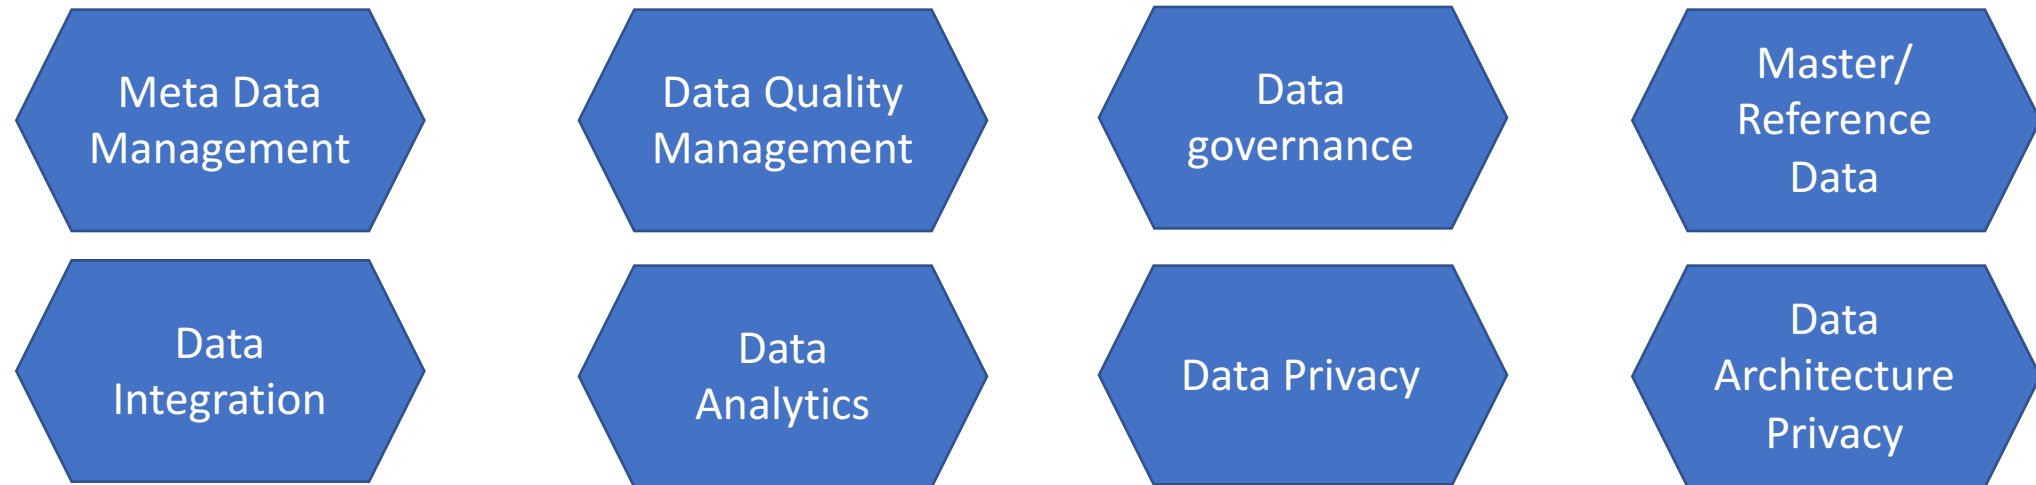 Meta Data
Management
Data Quality
Management
Data
governance
Master/
Reference
Data
Data
Integration
Data
Analytics
Data Privacy
Data
Architecture
Privacy